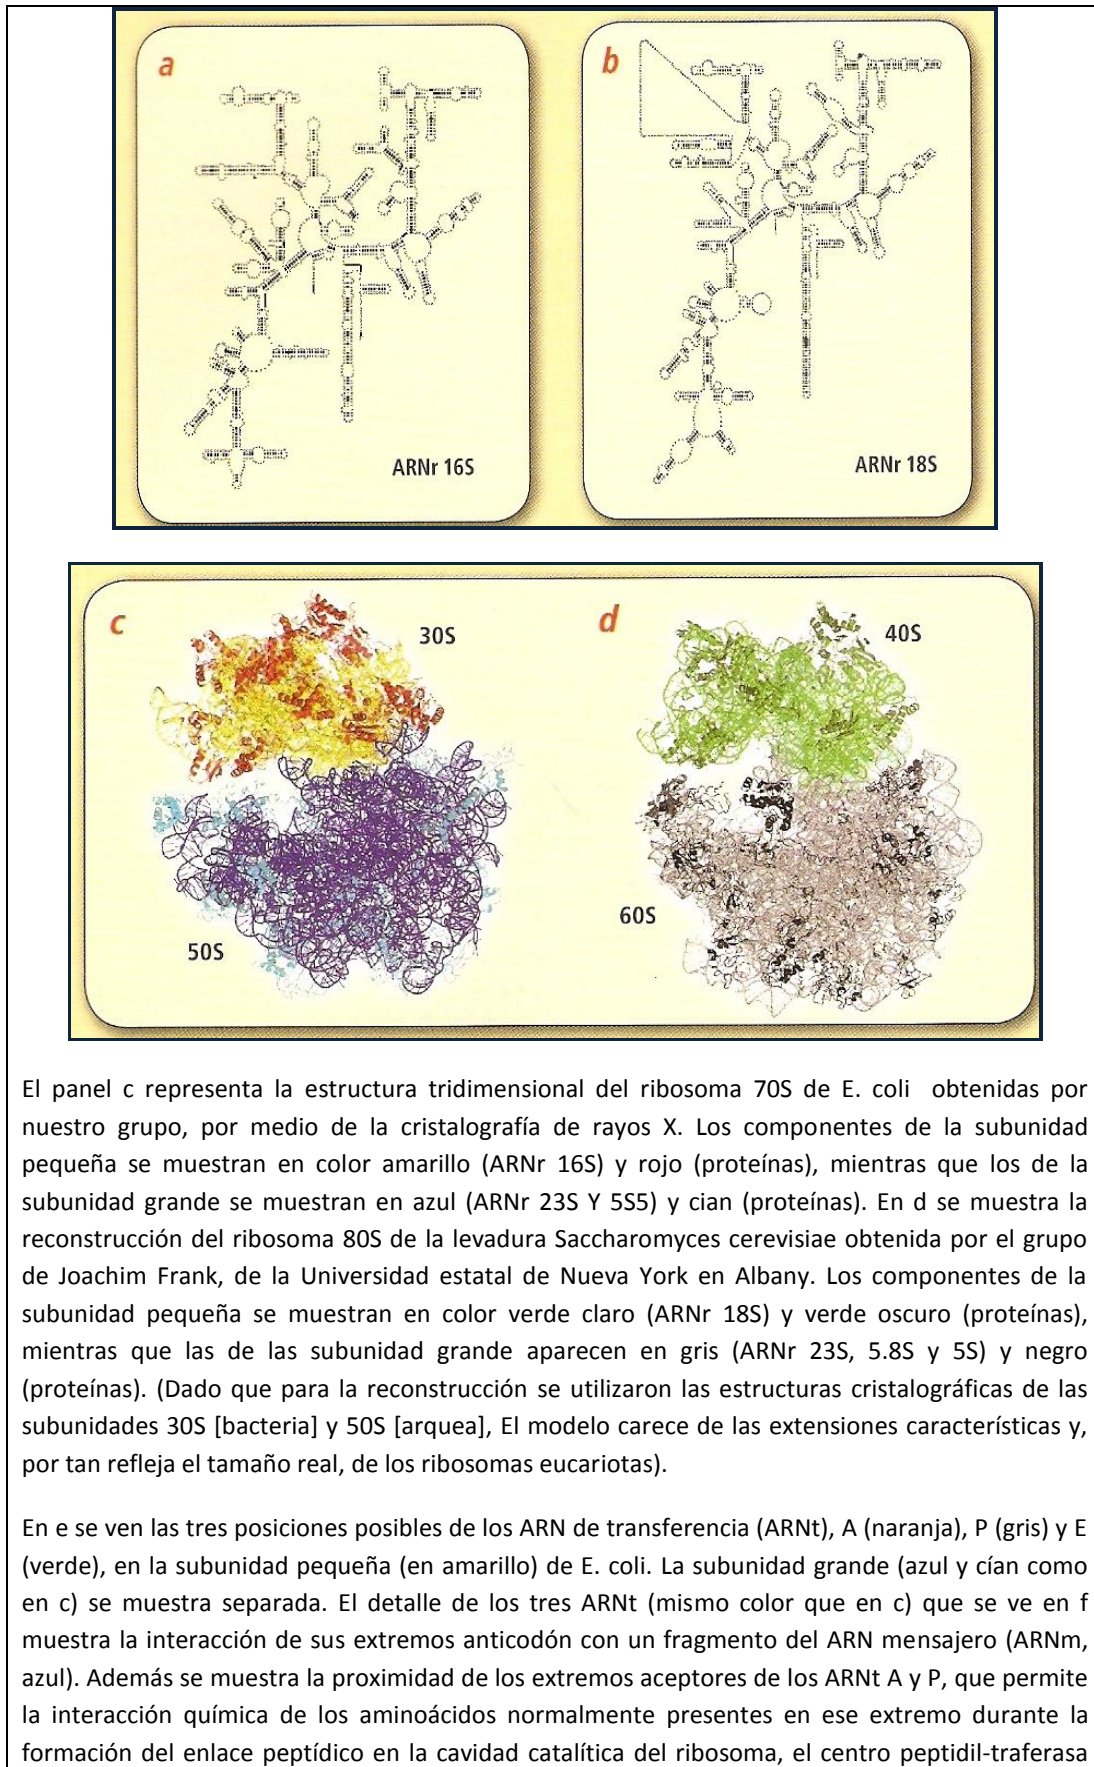 a
b
ARNr 16S
ARNr 18S
c
30S
d
40S
50S
60S
El panel c representa la estructura tridimensional del ribosoma 70S de E. coli obtenidas por
nuestro grupo, por medio de la cristalografía de rayos X. Los componentes de la subunidad
pequeña se muestran en color amarillo (ARNr 16S) y rojo (proteínas), mientras que los de la
subunidad grande se muestran en azul (ARNr 23S Y 5S5) y cian (proteínas). En d se muestra la
reconstrucción del ribosoma 80S de la levadura Saccharomyces cerevisiae obtenida por el grupo
de Joachim Frank, de la Universidad estatal de Nueva York en Albany. Los componentes de la
subunidad pequeña se muestran en color verde claro (ARNr 18S) y verde oscuro (proteínas),
mientras que las de las subunidad grande aparecen en gris (ARNr 23S, 5.8S y 5S) y negro
(proteínas). (Dado que para la reconstrucción se utilizaron las estructuras cristalográficas de las
subunidades 30S [bacteria] y 50S [arquea], El modelo carece de las extensiones características y,
por tan refleja el tamaño real, de los ribosomas eucariotas).
En e se ven las tres posiciones posibles de los ARN de transferencia (ARNt), A (naranja), P (gris) y E
(verde), en la subunidad pequeña (en amarillo) de E. coli. La subunidad grande (azul y cían como
en c) se muestra separada. El detalle de los tres ARNt (mismo color que en c) que se ve en f
muestra la interacción de sus extremos anticodón con un fragmento del ARN mensajero (ARNm,
azul). Además se muestra la proximidad de los extremos aceptores de los ARNt A y P, que permite
la interacción química de los aminoácidos normalmente presentes en ese extremo durante la
formación del enlace peptídico en la cavidad catalítica del ribosoma, el centro peptidil-traferasa